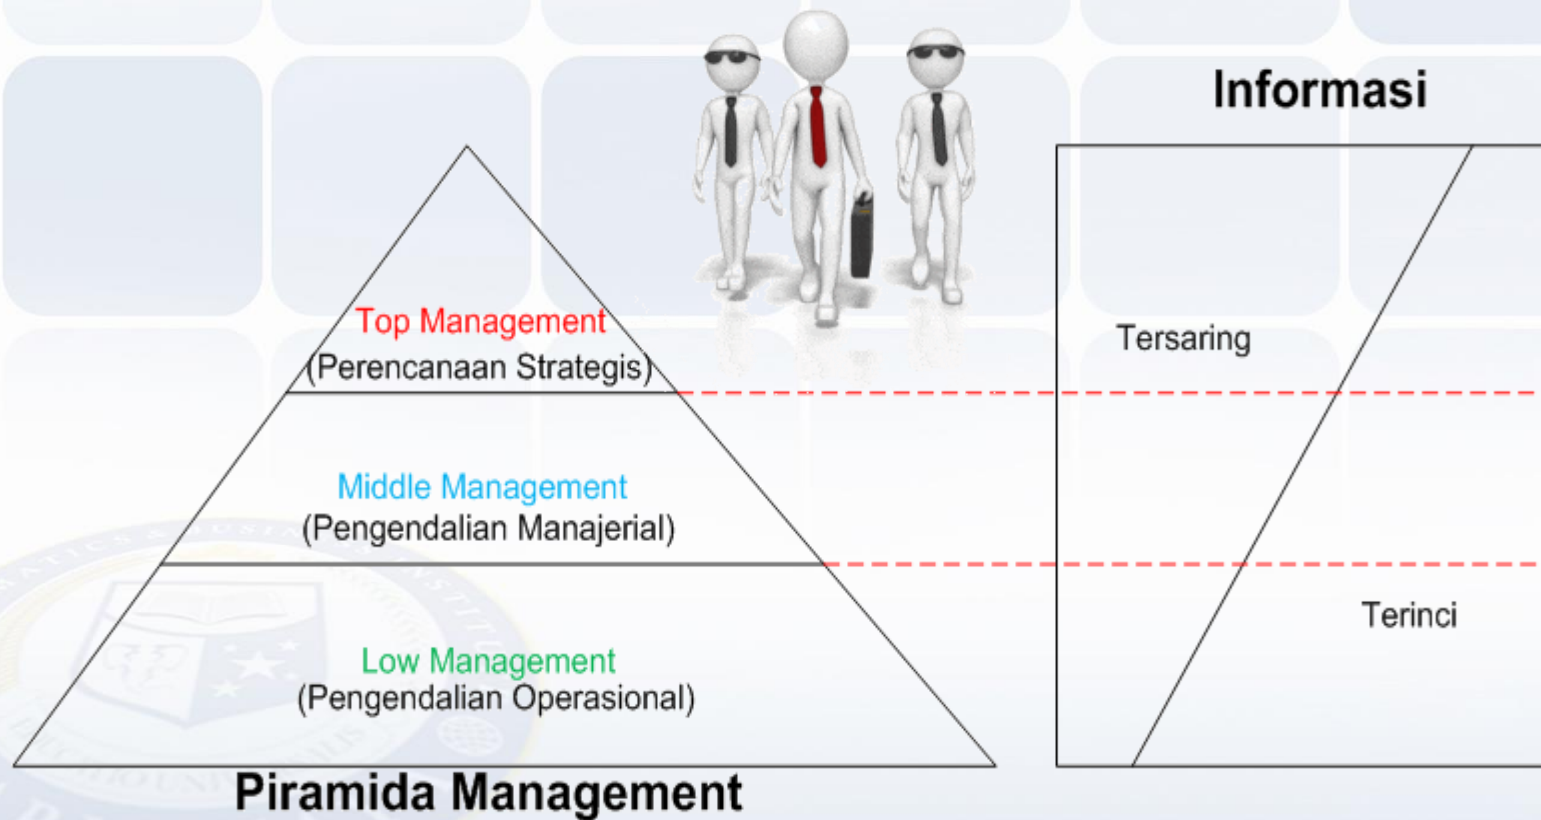 Informasi
Top Management
(Perencanaan Strategis)
Tersaring
Middle Management
(Pengendalian Manajerial)
Terinci
Low Management
(Pengendalian Operasional)
Piramida Management